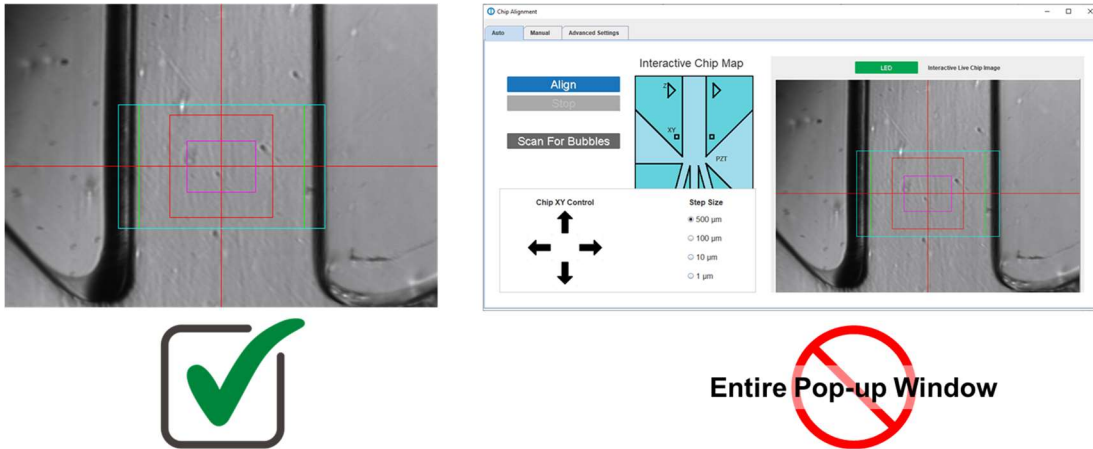 Chip Alignment
Auto
Manual
Advanced Settings
Interactive Chip Map
LED
Interactive Live Chip Image
Align
Stop
Scan For Bubbles
Z
XY
PZT
Chip XY Control
Step Size
500 µm
100 µm
10 µm
1 µm
Entire Pop-up Window